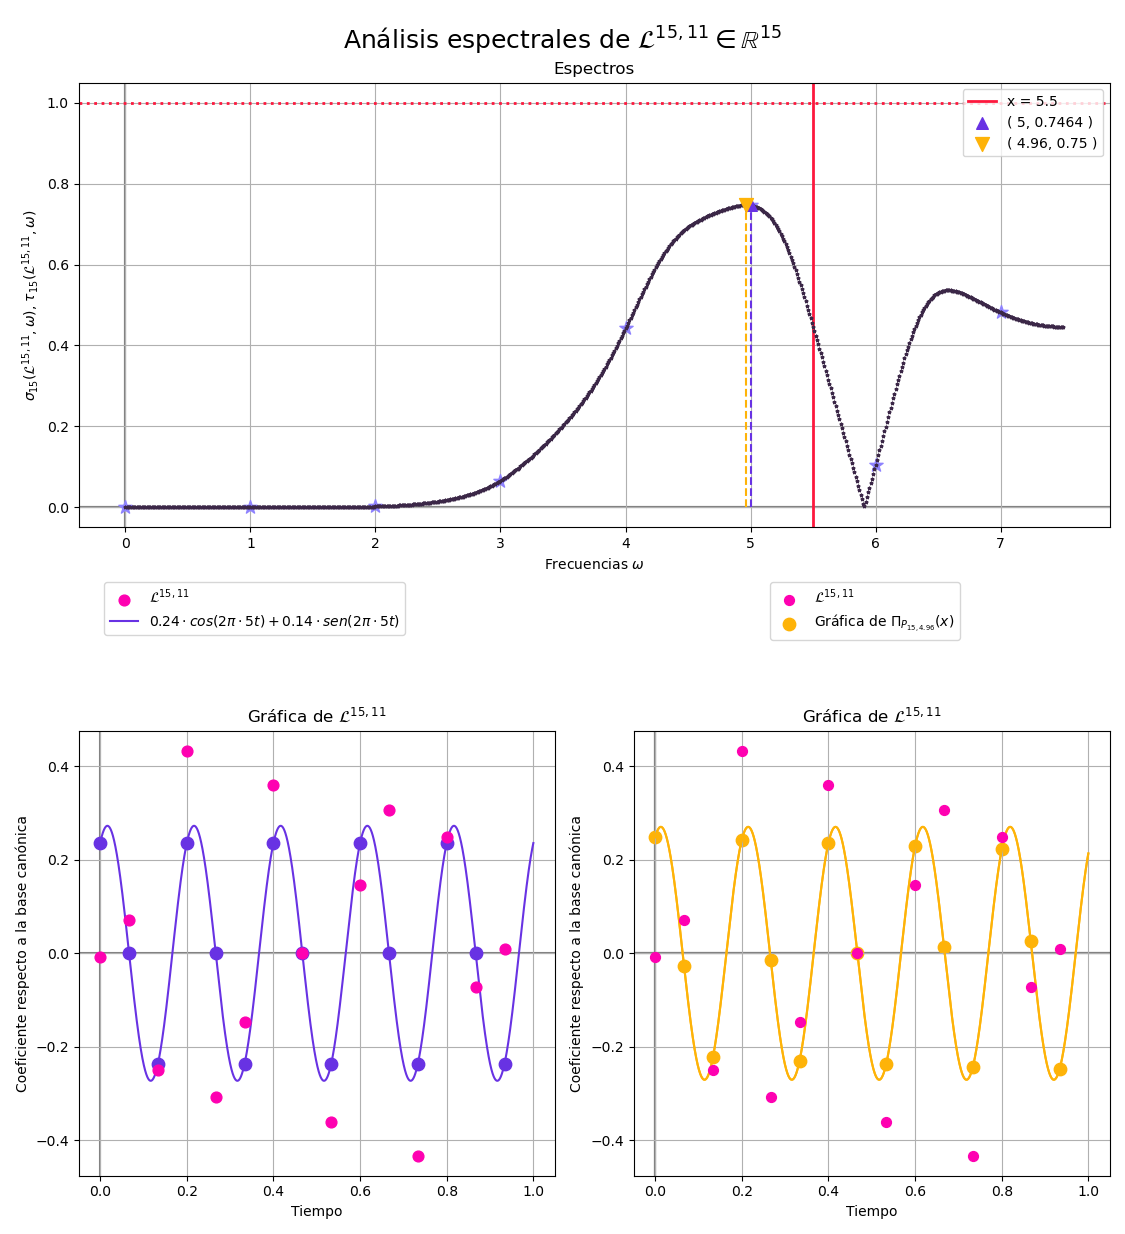 Análisis espectrales de 𝓛^{15,11} ∈ ℝ^{15}
Espectros
x = 5.5
( 5, 0.7464 )
( 4.96, 0.75 )
σ_{15}(𝓛^{15,11}, ω), τ_{15}(𝓛^{15,11}, ω)
1.0
0.8
0.6
0.4
0.2
0.0
0 1 2 3 4 5 6 7
Frecuencias ω
𝓛^{15,11}
0.24 · cos(2π · 5t) + 0.14 · sen(2π · 5t)
𝓛^{15,11}
Gráfica de Π_{P_{15,4.96}}(x)
Gráfica de 𝓛^{15,11}
Coeficiente respecto a la base canónica
0.4
0.2
0.0
−0.2
−0.4
0.0 0.2 0.4 0.6 0.8 1.0
Tiempo
Gráfica de 𝓛^{15,11}
Coeficiente respecto a la base canónica
0.4
0.2
0.0
−0.2
−0.4
0.0 0.2 0.4 0.6 0.8 1.0
Tiempo